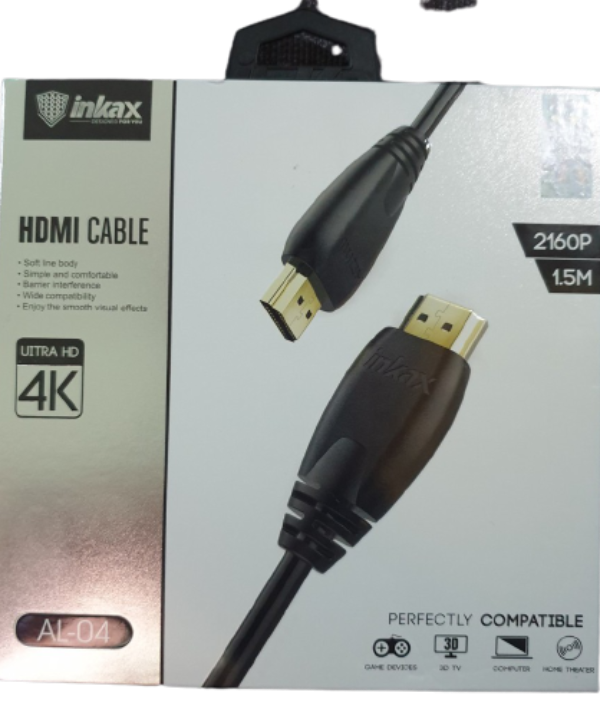 inkax
DESIGNED FOR YOU
HDMI CABLE
• Soft line body
• Simple and comfortable
• Barrier interference
• Wide compatibility
• Enjoy the smooth visual effects
UITRA HD
4K
2160P
1.5M
inkax
AL-04
PERFECTLY COMPATIBLE
3D
GAME DEVICES
3D TV
COMPUTER
HOME THEATER